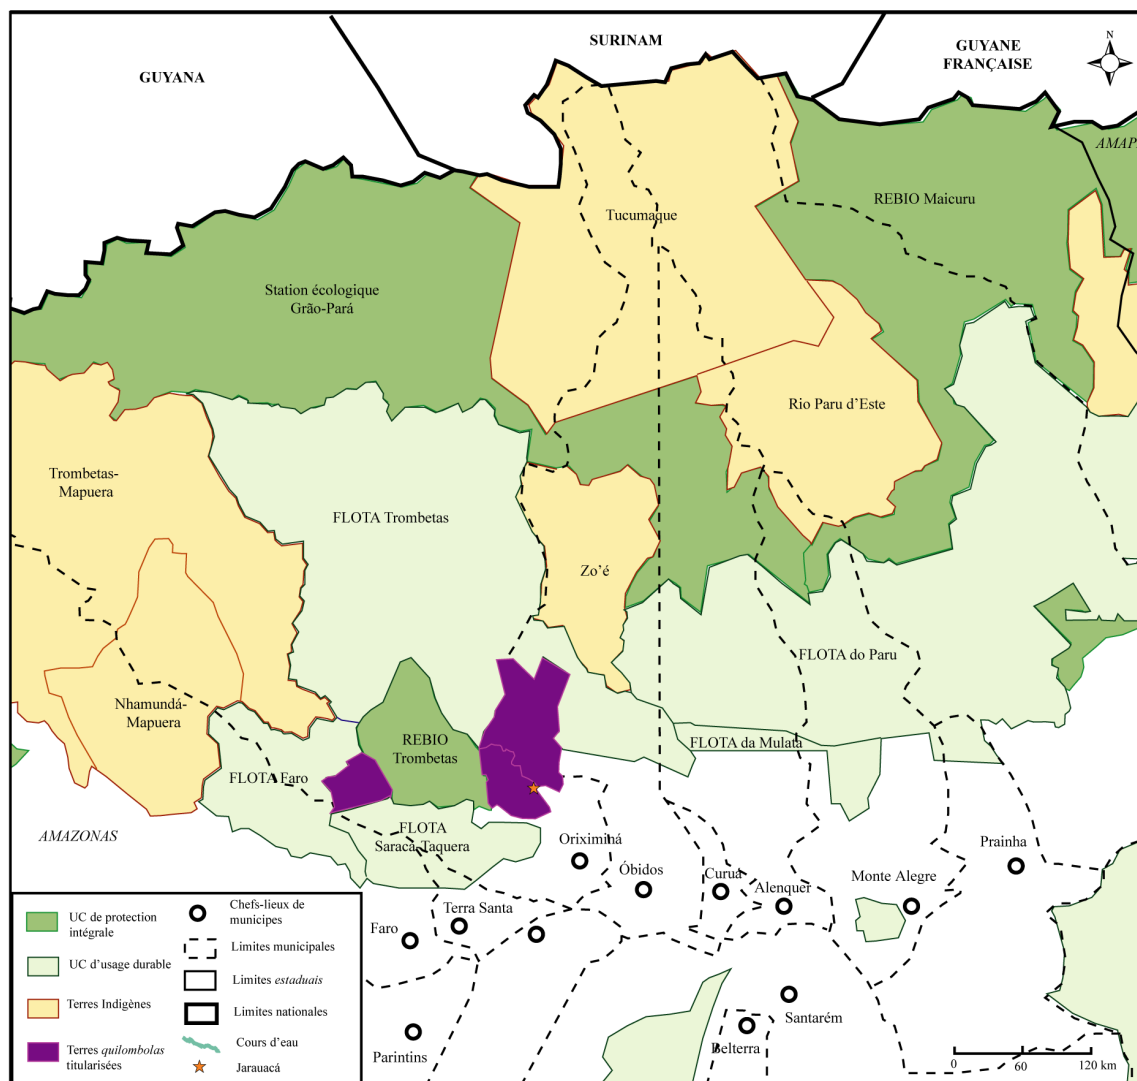 SURINAM
GUYANE
FRANÇAISE
N
GUYANA
AMAP
REBIO Maicuru
Tucumaque
Station écologique
Grão-Pará
Rio Paru d'Este
Trombetas-
Mapuera
FLOTA Trombetas
Zo'é
FLOTA do Paru
Nhamundá-
Mapuera
REBIO
Trombetas
FLOTA da Mulata
FLOTA Faro
AMAZONAS
FLOTA
Saracá-Taquera
Oriximiná
Prainha
Óbidos
Curuá
Alenquer
Monte Alegre
Terra Santa
Faro
Santarém
Belterra
Parintins
UC de protection
intégrale
UC d'usage durable
Terres Indigènes
Terres quilombolas
titularisées
Chefs-lieux de
municipes
Limites municipales
Limites estaduais
Limites nationales
Cours d'eau
Jarauacá
0 60 120 km